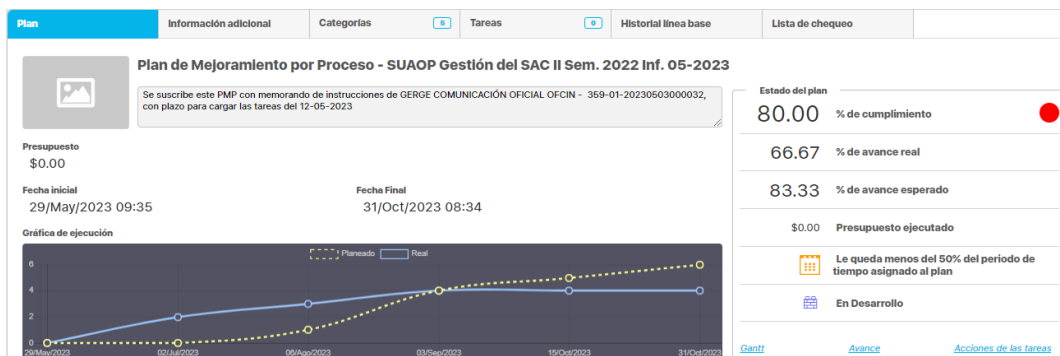 Plan
Información adicional
Categorías
5
Tareas
0
Historial línea base
Lista de chequeo
Plan de Mejoramiento por Proceso - SUAOP Gestión del SAC II Sem. 2022 Inf. 05-2023
Se suscribe este PMP con memorando de instrucciones de GERGE COMUNICACIÓN OFICIAL OFCIN - 359-01-20230503000032,
con plazo para cargar las tareas del 12-05-2023
Presupuesto
$0.00
Fecha inicial
29/May/2023 09:35
Fecha Final
31/Oct/2023 08:34
Gráfica de ejecución
Planeado
Real
6
4
2
0
29/May/2023
02/Jul/2023
06/Ago/2023
03/Sep/2023
15/Oct/2023
31/Oct/2023
Estado del plan
80.00 % de cumplimiento
66.67 % de avance real
83.33 % de avance esperado
$0.00 Presupuesto ejecutado
Le queda menos del 50% del periodo de
tiempo asignado al plan
En Desarrollo
Gantt
Avance
Acciones de las tareas